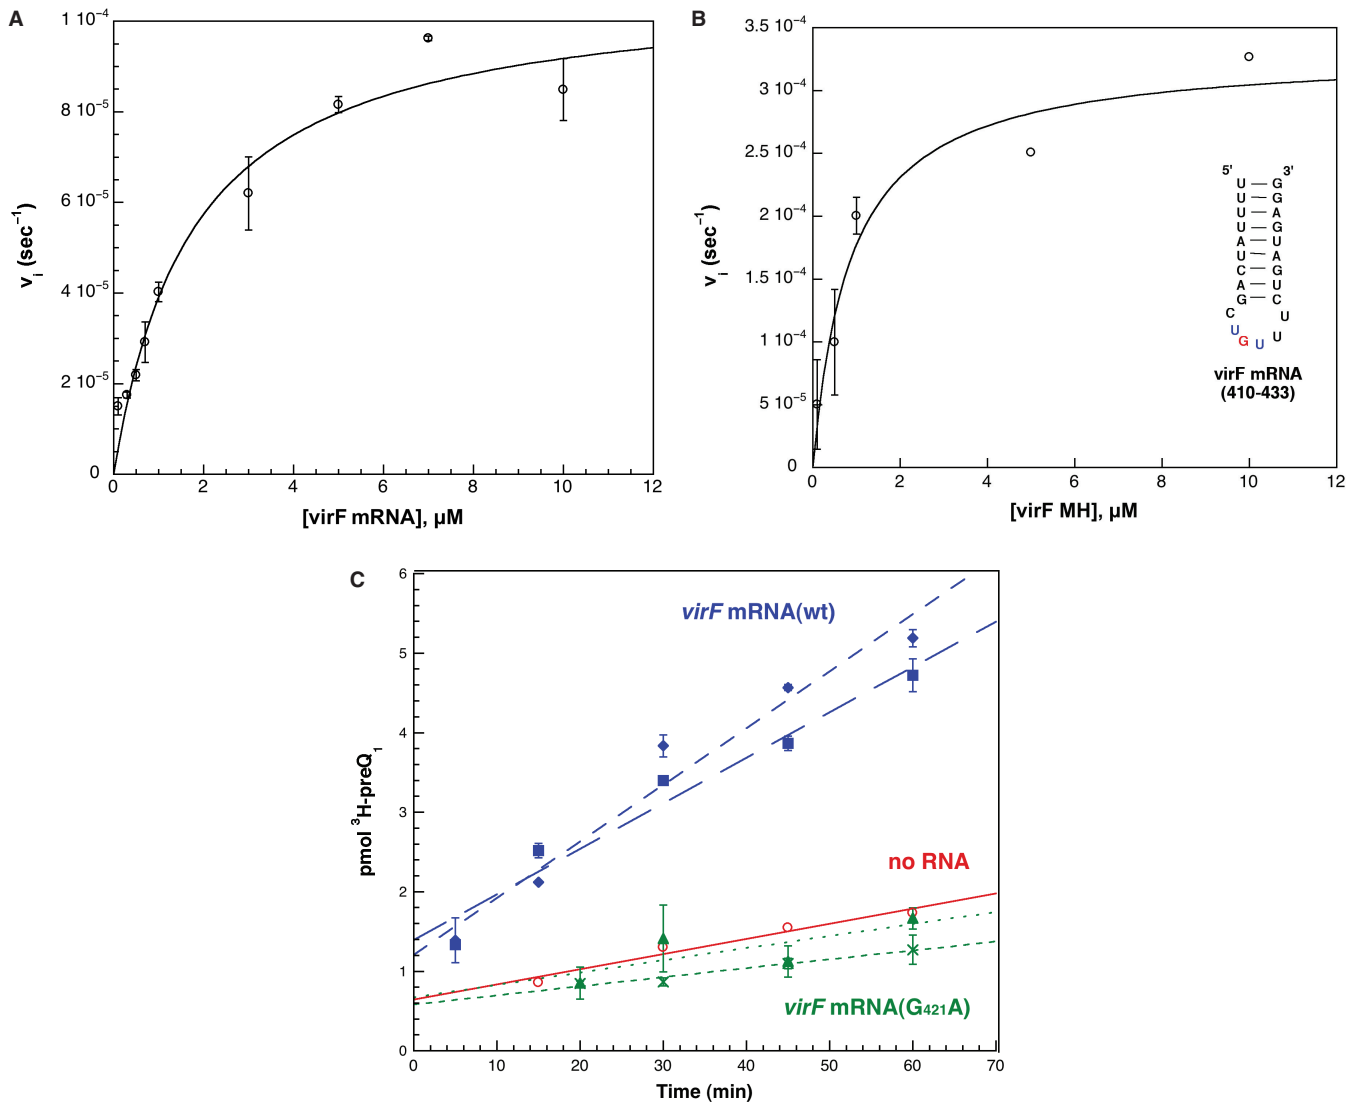 A
1 10⁻⁴
8 10⁻⁵
6 10⁻⁵
4 10⁻⁵
2 10⁻⁵
0
vᵢ (sec⁻¹)
0 2 4 6 8 10 12
[virF mRNA], µM
B
3.5 10⁻⁴
3 10⁻⁴
2.5 10⁻⁴
2 10⁻⁴
1.5 10⁻⁴
1 10⁻⁴
5 10⁻⁵
0
vᵢ (sec⁻¹)
0 2 4 6 8 10 12
[virF MH], µM
5' 3'
U — G
U — G
U — A
U — G
A — U
U — A
C — G
A — U
G — C
C U
U U
G U
virF mRNA
(410-433)
C
6
5
4
3
2
1
0
pmol ³H-preQ₁
virF mRNA(wt)
no RNA
virF mRNA(G₄₂₁A)
0 10 20 30 40 50 60 70
Time (min)